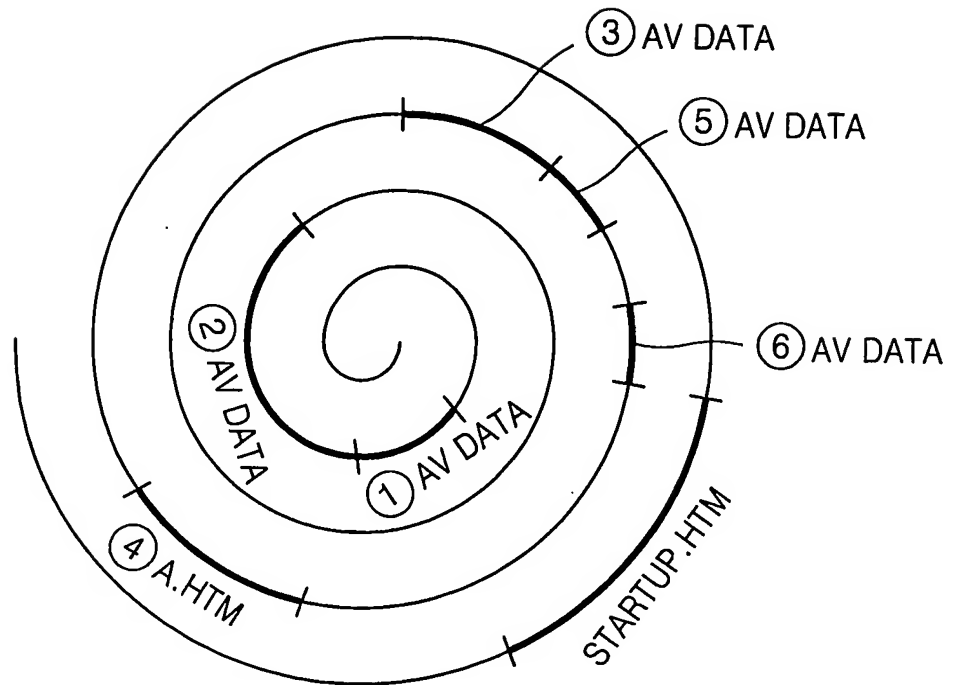 ③ AV DATA
⑤ AV DATA
⑥ AV DATA
② AV DATA
① AV DATA
④ A.HTM
STARTUP.HTM